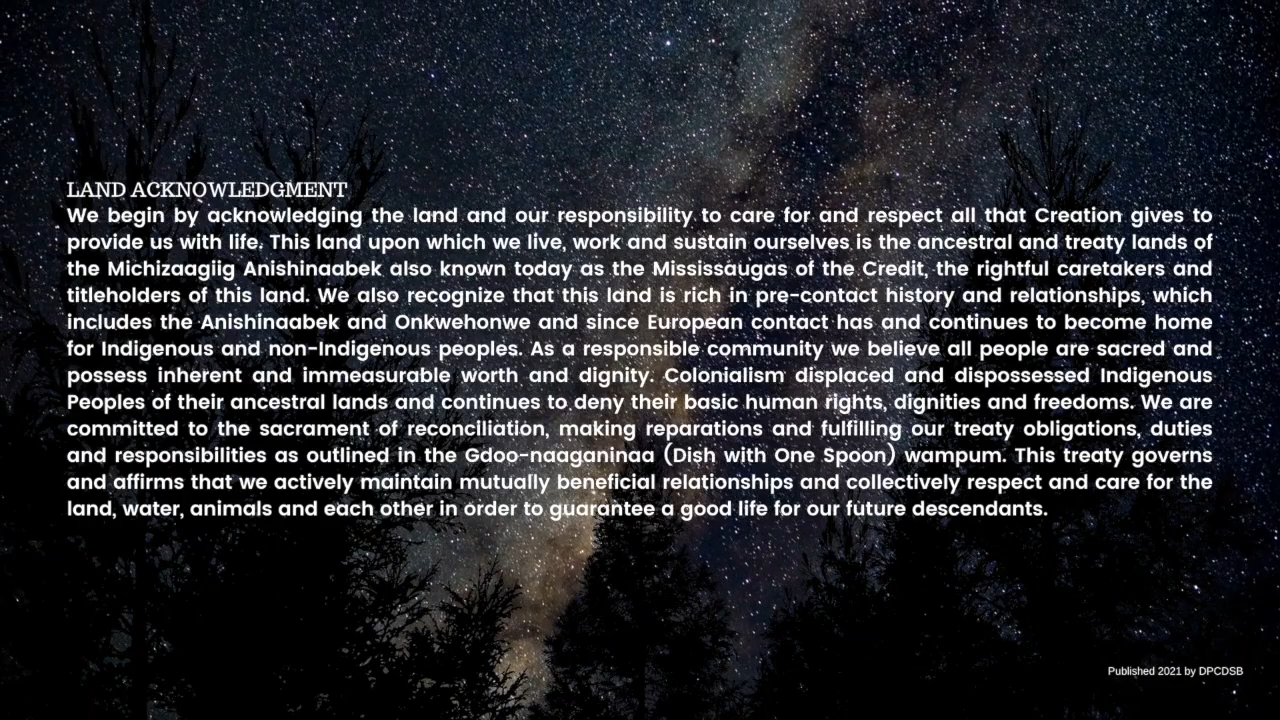 LAND ACKNOWLEDGMENT
We begin by acknowledging the land and our responsibility to care for and respect all that Creation gives to
provide us with life. This land upon which we live, work and sustain ourselves is the ancestral and treaty lands of
the Michizaagiig Anishinaabek also known today as the Mississaugas of the Credit, the rightful caretakers and
titleholders of this land. We also recognize that this land is rich in pre-contact history and relationships, which
includes the Anishinaabek and Onkwehonwe and since European contact has and continues to become home
for Indigenous and non-Indigenous peoples. As a responsible community we believe all people are sacred and
possess inherent and immeasurable worth and dignity. Colonialism displaced and dispossessed Indigenous
Peoples of their ancestral lands and continues to deny their basic human rights, dignities and freedoms. We are
committed to the sacrament of reconciliation, making reparations and fulfilling our treaty obligations, duties
and responsibilities as outlined in the Gdoo-naaganinaa (Dish with One Spoon) wampum. This treaty governs
and affirms that we actively maintain mutually beneficial relationships and collectively respect and care for the
land, water, animals and each other in order to guarantee a good life for our future descendants.
Published 2021 by DPCDSB